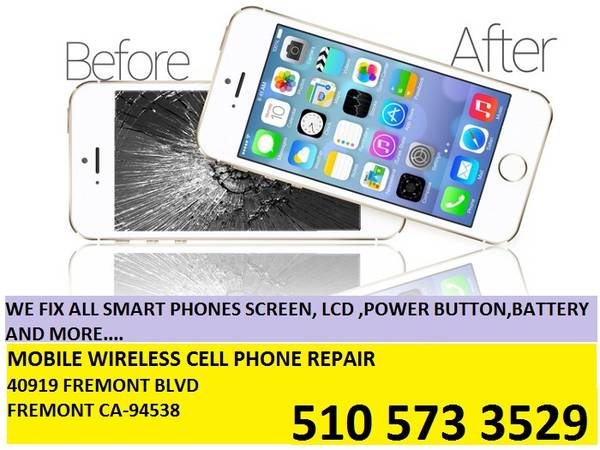 Before
After
WE FIX ALL SMART PHONES SCREEN, LCD ,POWER BUTTON,BATTERY
AND MORE....
MOBILE WIRELESS CELL PHONE REPAIR
40919 FREMONT BLVD
FREMONT CA-94538
510 573 3529